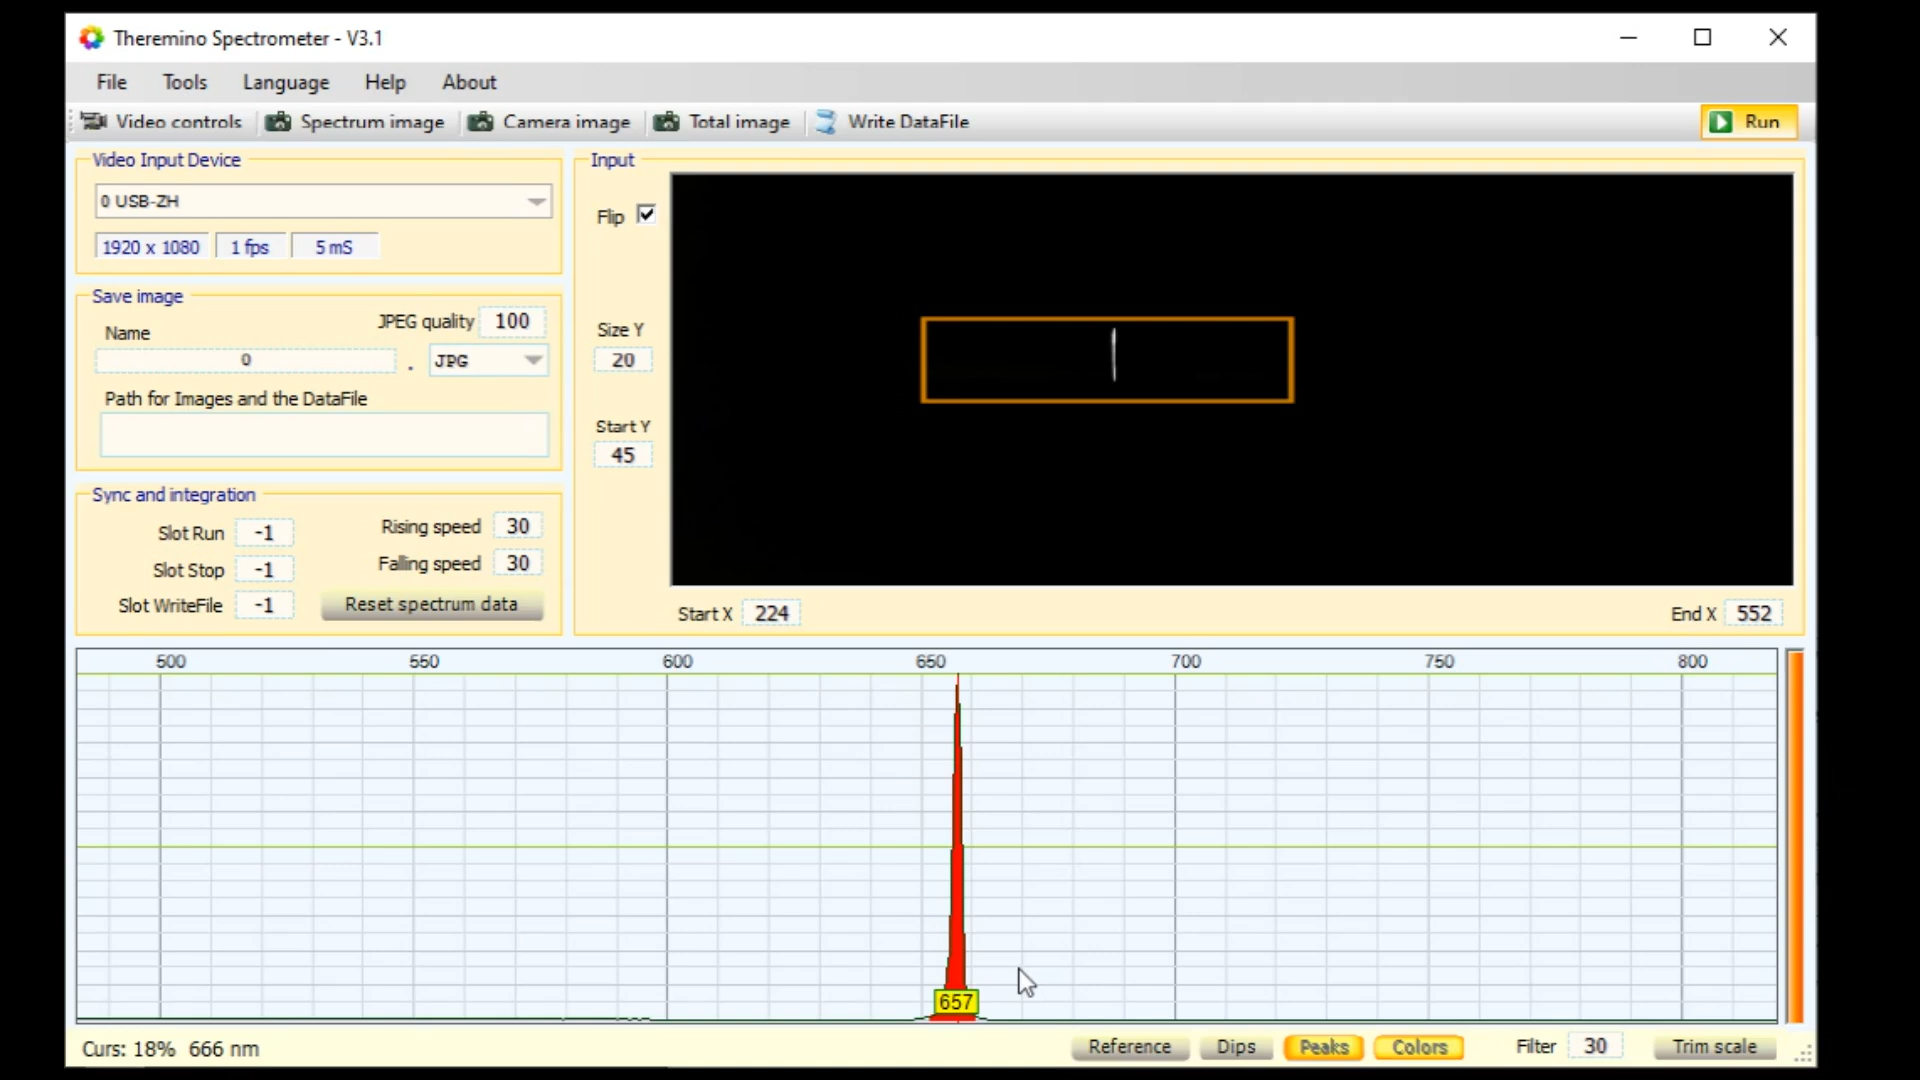 Theremino Spectrometer - V3.1
File Tools Language Help About
Video controls Spectrum image Camera image Total image Write DataFile Run
Video Input Device
0 USB-ZH
1920 x 1080 1 fps 5 mS
Save image
Name JPEG quality 100
0 . JPG
Path for Images and the DataFile
Sync and integration
Slot Run -1 Rising speed 30
Slot Stop -1 Falling speed 30
Slot WriteFile -1 Reset spectrum data
Input
Flip
Size Y
20
Start Y
45
Start X 224 End X 552
500 550 600 650 700 750 800
657
Curs: 18% 666 nm Reference Dips Peaks Colors Filter 30 Trim scale